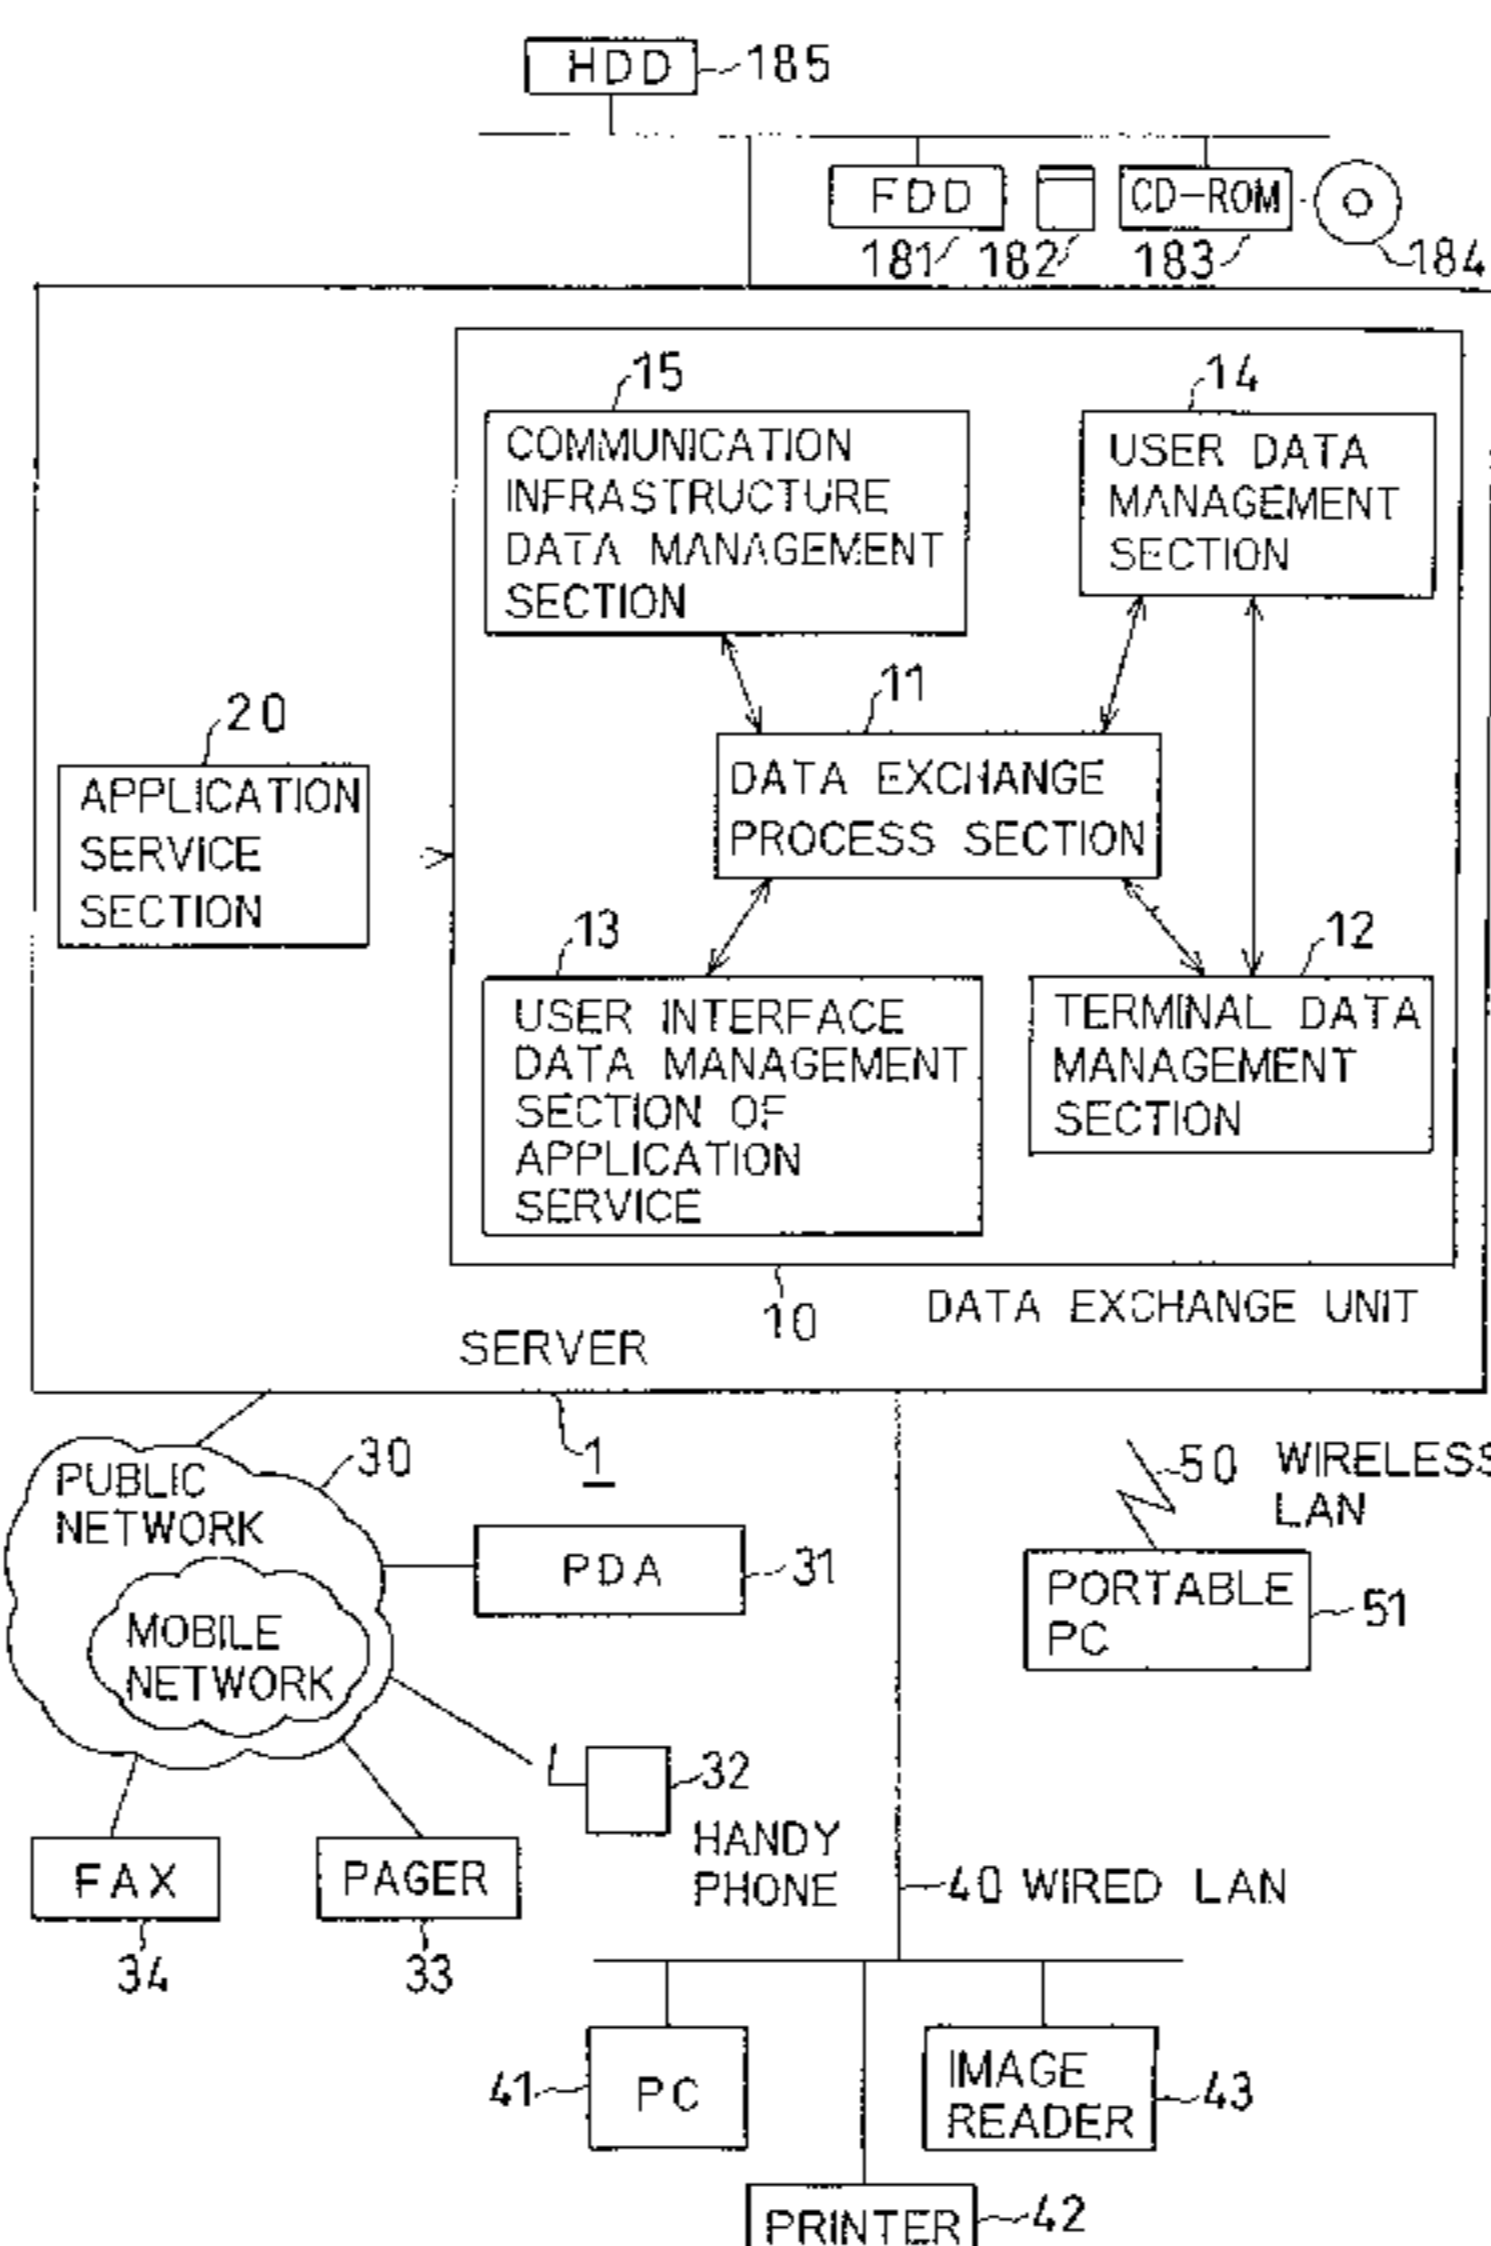 HDD 185
FDD
CD-ROM
181 182 183 184
15
14
COMMUNICATION
INFRASTRUCTURE
DATA MANAGEMENT
SECTION
USER DATA
MANAGEMENT
SECTION
20
11
APPLICATION
SERVICE
SECTION
DATA EXCHANGE
PROCESS SECTION
13
12
USER INTERFACE
DATA MANAGEMENT
SECTION OF
APPLICATION
SERVICE
TERMINAL DATA
MANAGEMENT
SECTION
10
DATA EXCHANGE UNIT
SERVER
1
30
PUBLIC
NETWORK
MOBILE
NETWORK
50
WIRELESS
LAN
PDA 31
PORTABLE
PC
51
32
HANDY
PHONE
FAX
PAGER
34
33
40 WIRED LAN
41 PC
IMAGE
READER
43
PRINTER 42